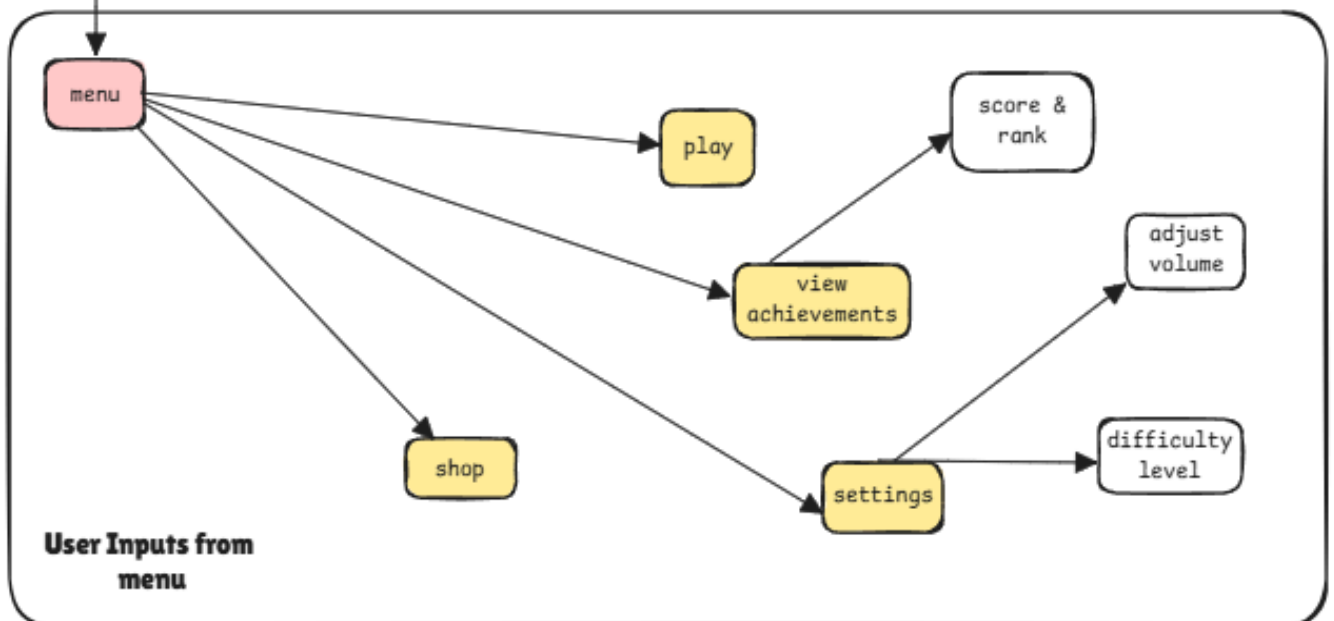 menu
play
score &
rank
adjust
volume
view
achievements
shop
settings
difficulty
level
User Inputs from
menu